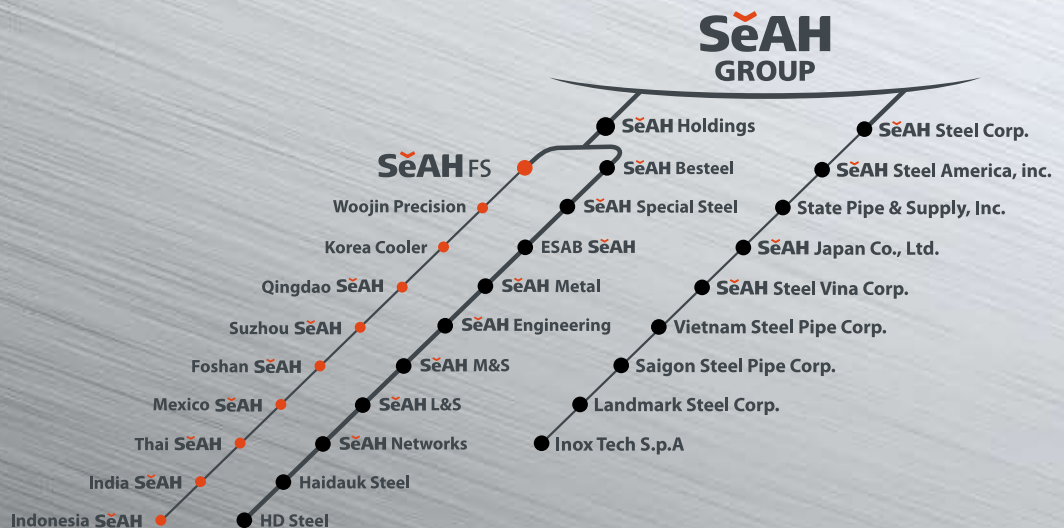 SeAH
GROUP
SeAH Holdings
SeAH FS
Woojin Precision
Korea Cooler
Qingdao SeAH
Suzhou SeAH
Foshan SeAH
Mexico SeAH
Thai SeAH
India SeAH
Indonesia SeAH
SeAH Besteel
SeAH Special Steel
ESAB SeAH
SeAH Metal
SeAH Engineering
SeAH M&S
SeAH L&S
SeAH Networks
Haidauk Steel
HD Steel
SeAH Steel Corp.
SeAH Steel America, inc.
State Pipe & Supply, Inc.
SeAH Japan Co., Ltd.
SeAH Steel Vina Corp.
Vietnam Steel Pipe Corp.
Saigon Steel Pipe Corp.
Landmark Steel Corp.
Inox Tech S.p.A